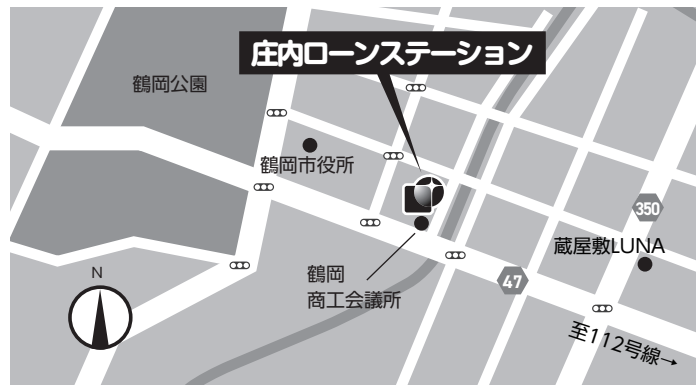 庄内ローンステーション
鶴岡公園
鶴岡市役所
350
蔵屋敷LUNA
鶴岡
商工会議所
47
N
至112号線→